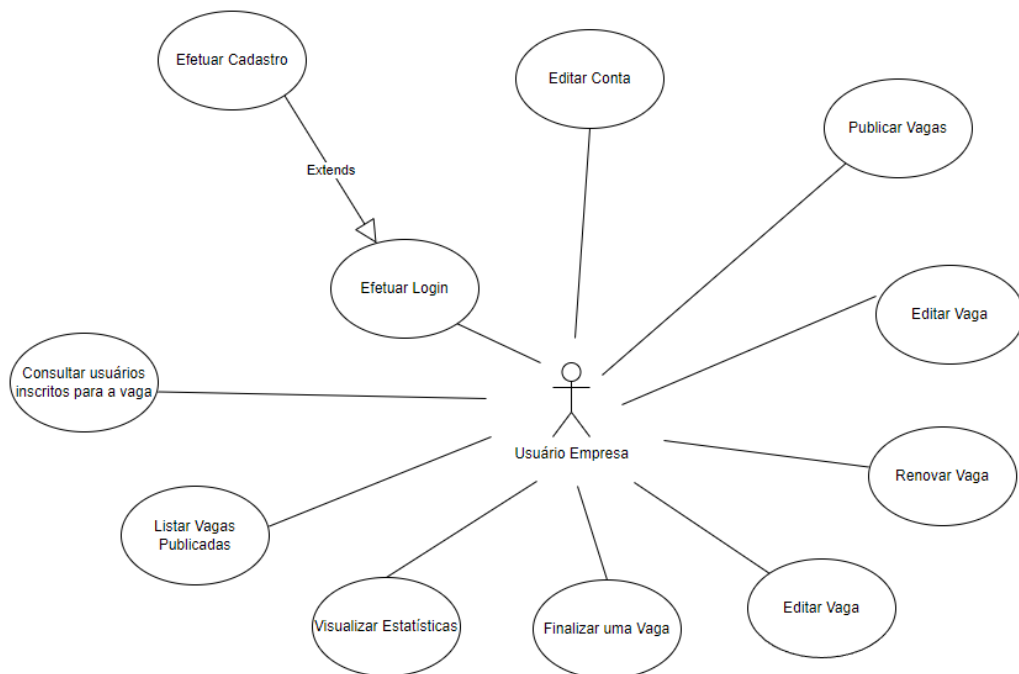 Efetuar Cadastro
Editar Conta
Publicar Vagas
Extends
Efetuar Login
Editar Vaga
Consultar usuários
inscritos para a vaga
Usuário Empresa
Renovar Vaga
Listar Vagas
Publicadas
Visualizar Estatísticas
Finalizar uma Vaga
Editar Vaga